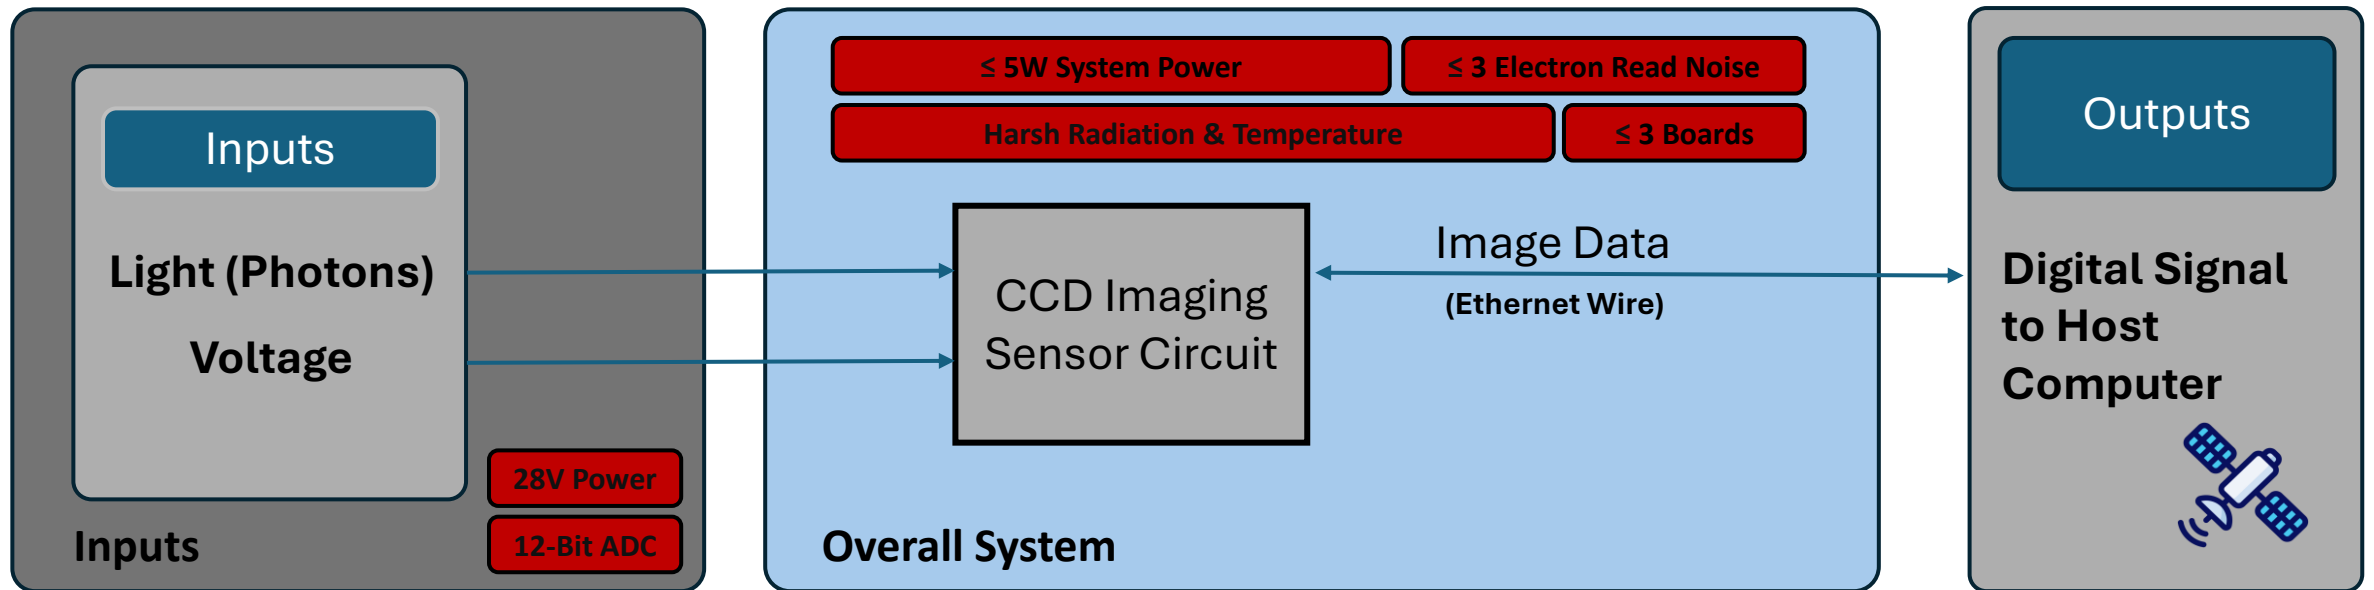 Inputs
Light (Photons)
Voltage
28V Power
12-Bit ADC
Inputs
≤ 5W System Power
≤ 3 Electron Read Noise
Harsh Radiation & Temperature
≤ 3 Boards
CCD Imaging
Sensor Circuit
Image Data
(Ethernet Wire)
Overall System
Outputs
Digital Signal
to Host
Computer